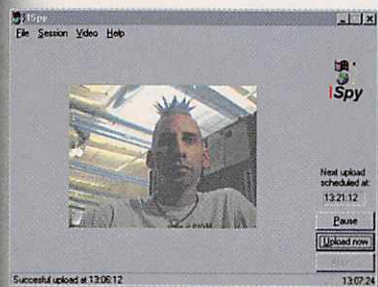 ISpy
File Session Video Help
ISpy
Next upload
scheduled at:
13:21:12
Pause
Upload now
Succesful upload at 13:06:12
13:07:24